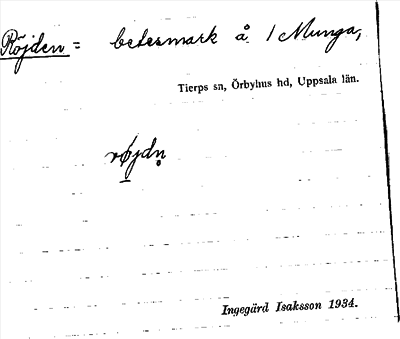 Röjden = betesmark å 1 Munga,
Tierps sn, Örbyhus hd, Uppsala län.
røjdn̥
Ingegärd Isaksson 1934.